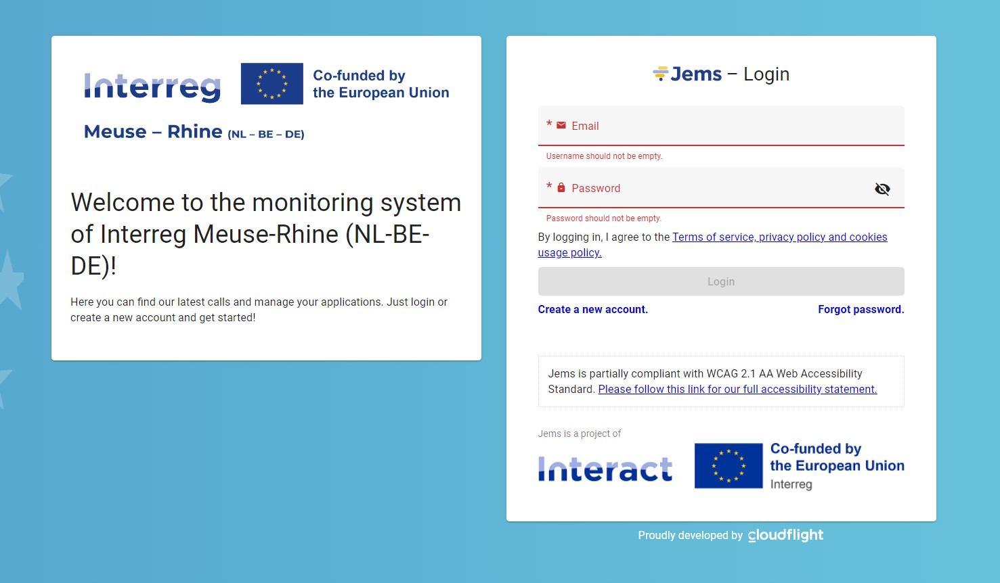 Interreg
Co-funded by
the European Union
Meuse – Rhine (NL – BE – DE)
Welcome to the monitoring system
of Interreg Meuse-Rhine (NL-BE-
DE)!
Here you can find our latest calls and manage your applications. Just login or
create a new account and get started!
Jems – Login
* Email
Username should not be empty.
* Password
Password should not be empty.
By logging in, I agree to the Terms of service, privacy policy and cookies
usage policy.
Login
Create a new account. Forgot password.
Jems is partially compliant with WCAG 2.1 AA Web Accessibility
Standard. Please follow this link for our full accessibility statement.
Jems is a project of
Interact
Co-funded by
the European Union
Interreg
Proudly developed by cloudflight